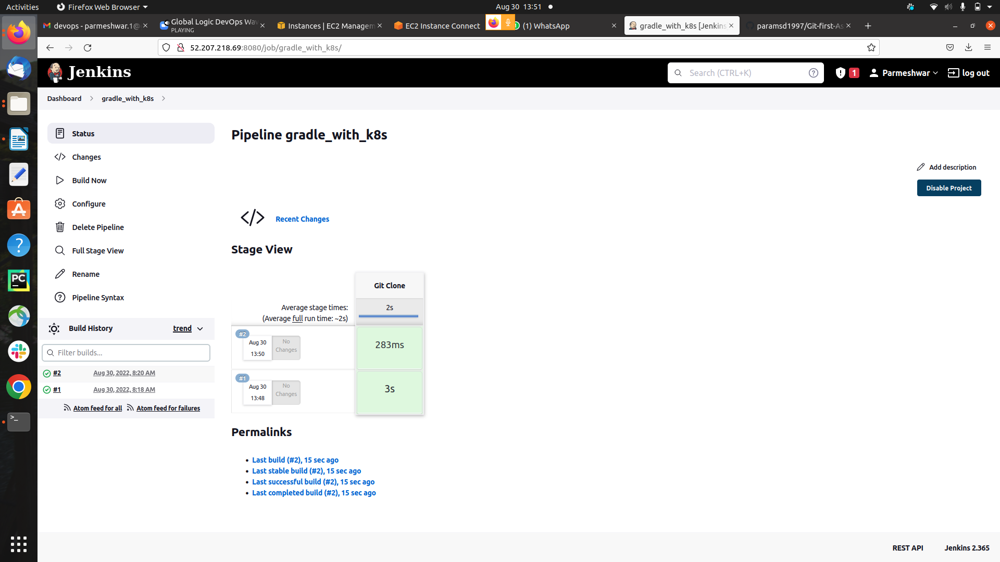 Activities
Firefox Web Browser
Aug 30 13:51
devops - parmeshwar.1@
Global Logic DevOps Wav
PLAYING
Instances | EC2 Managem
EC2 Instance Connect
(1) WhatsApp
gradle_with_k8s [Jenkins
paramsd1997/Git-first-As
52.207.218.69:8080/job/gradle_with_k8s/
Jenkins
Search (CTRL+K)
1
Parmeshwar
log out
Dashboard
gradle_with_k8s
Status
Changes
Build Now
Configure
Delete Pipeline
Full Stage View
Rename
Pipeline Syntax
Build History
trend
Filter builds...
#2 Aug 30, 2022, 8:20 AM
#1 Aug 30, 2022, 8:18 AM
Atom feed for all
Atom feed for failures
Pipeline gradle_with_k8s
Add description
Disable Project
Recent Changes
Stage View
Git Clone
Average stage times:
(Average full run time: ~2s)
2s
#2
Aug 30
13:50
No
Changes
283ms
#1
Aug 30
13:48
No
Changes
3s
Permalinks
Last build (#2), 15 sec ago
Last stable build (#2), 15 sec ago
Last successful build (#2), 15 sec ago
Last completed build (#2), 15 sec ago
REST API
Jenkins 2.365
PC